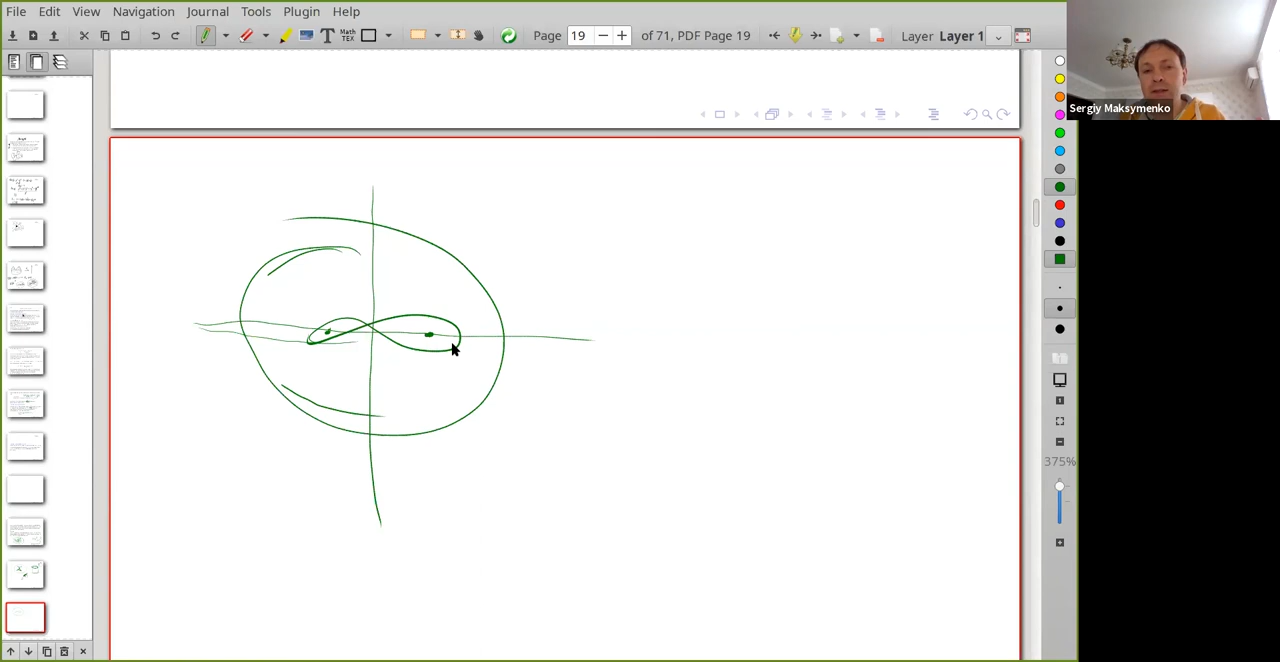 File Edit View Navigation Journal Tools Plugin Help
Page 19 of 71, PDF Page 19 Layer Layer 1
Sergiy Maksymenko
375%